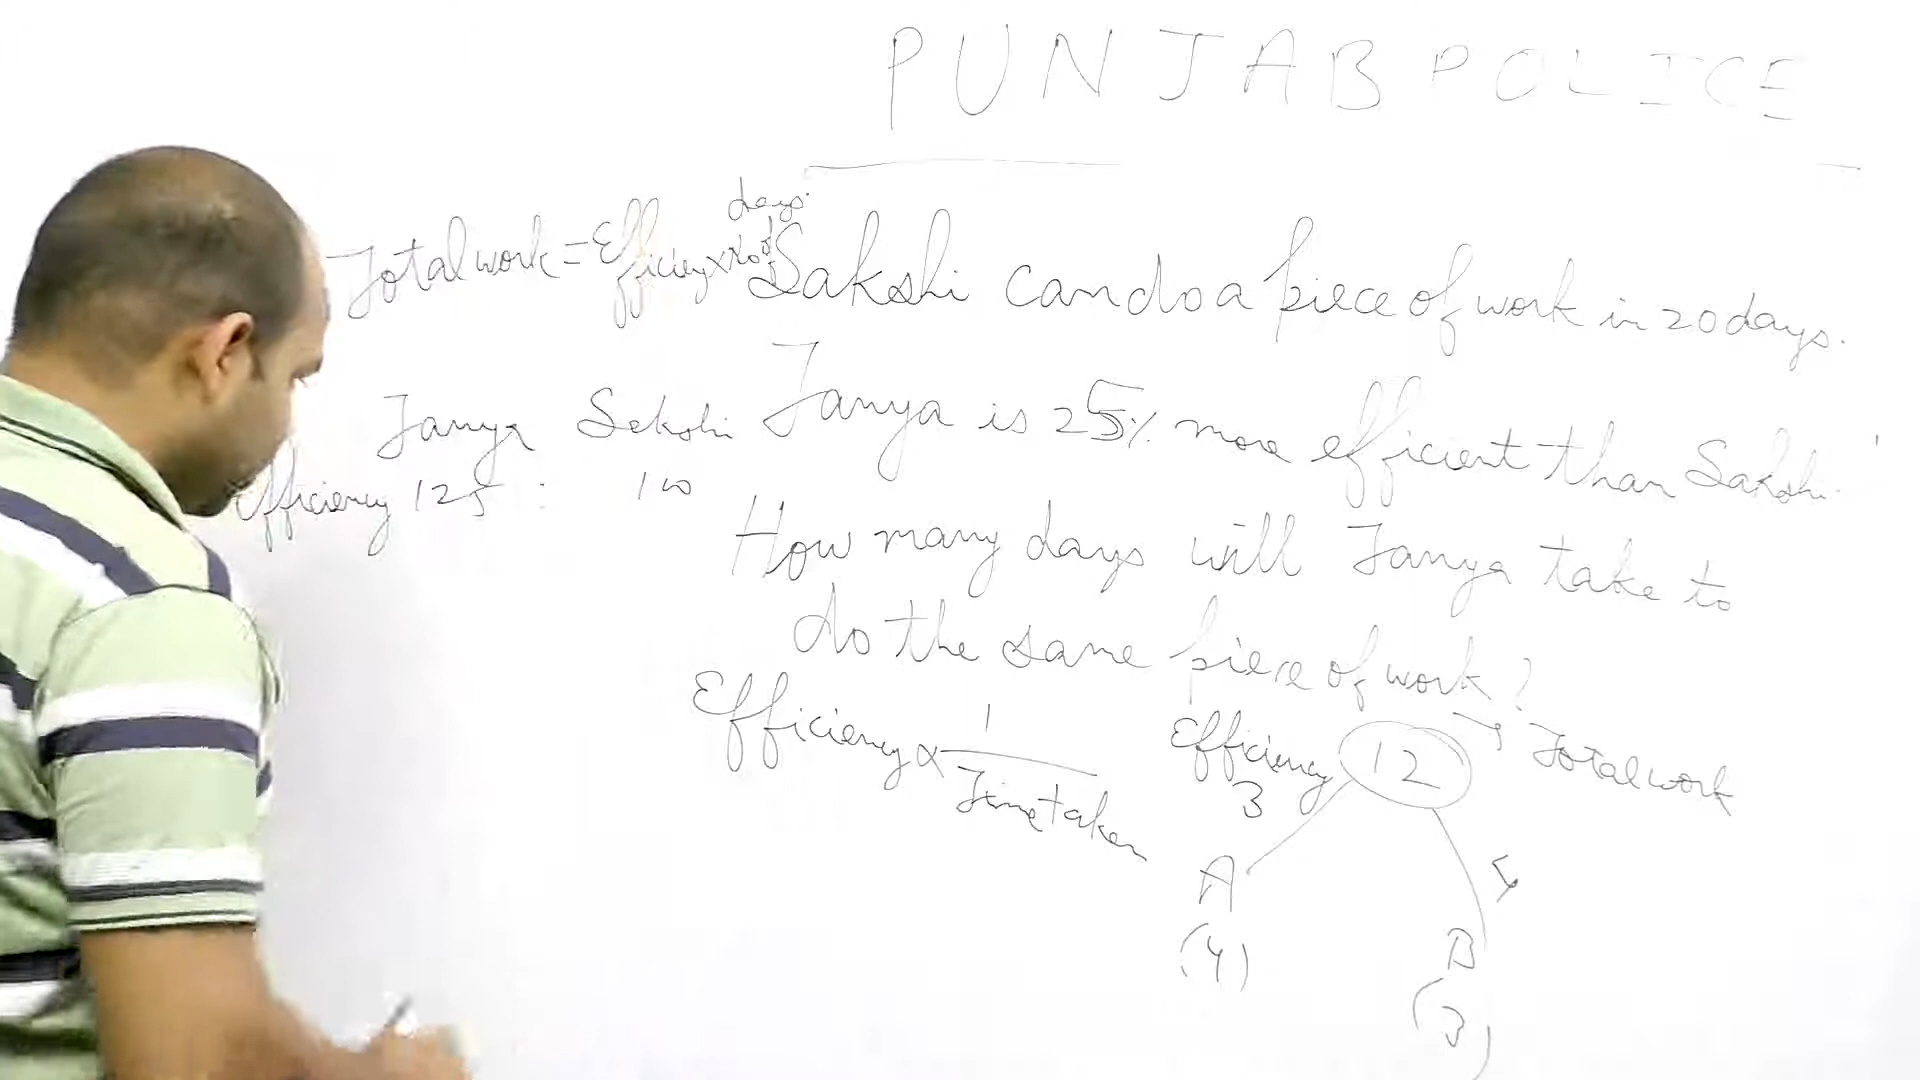 PUNJAB POLICE
Total work = Efficiency x No of days.
Sakshi can do a piece of work in 20 days.
Tanya is 25% more efficient than Sakshi.
How many days will Tanya take to
do the same piece of work?
Tanya Sakshi
Efficiency 125 : 100
Efficiency ∝ 1 / Time taken
Efficiency 12 → Total work
3
4
A
(4)
B
(3)